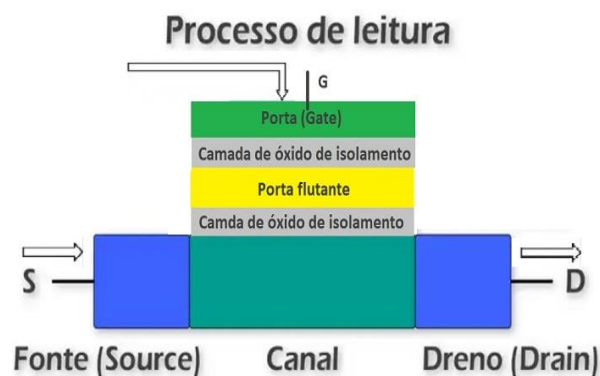 Processo de leitura
G
Porta (Gate)
Camada de óxido de isolamento
Porta flutante
Camda de óxido de isolamento
S
D
Fonte (Source)
Canal
Dreno (Drain)